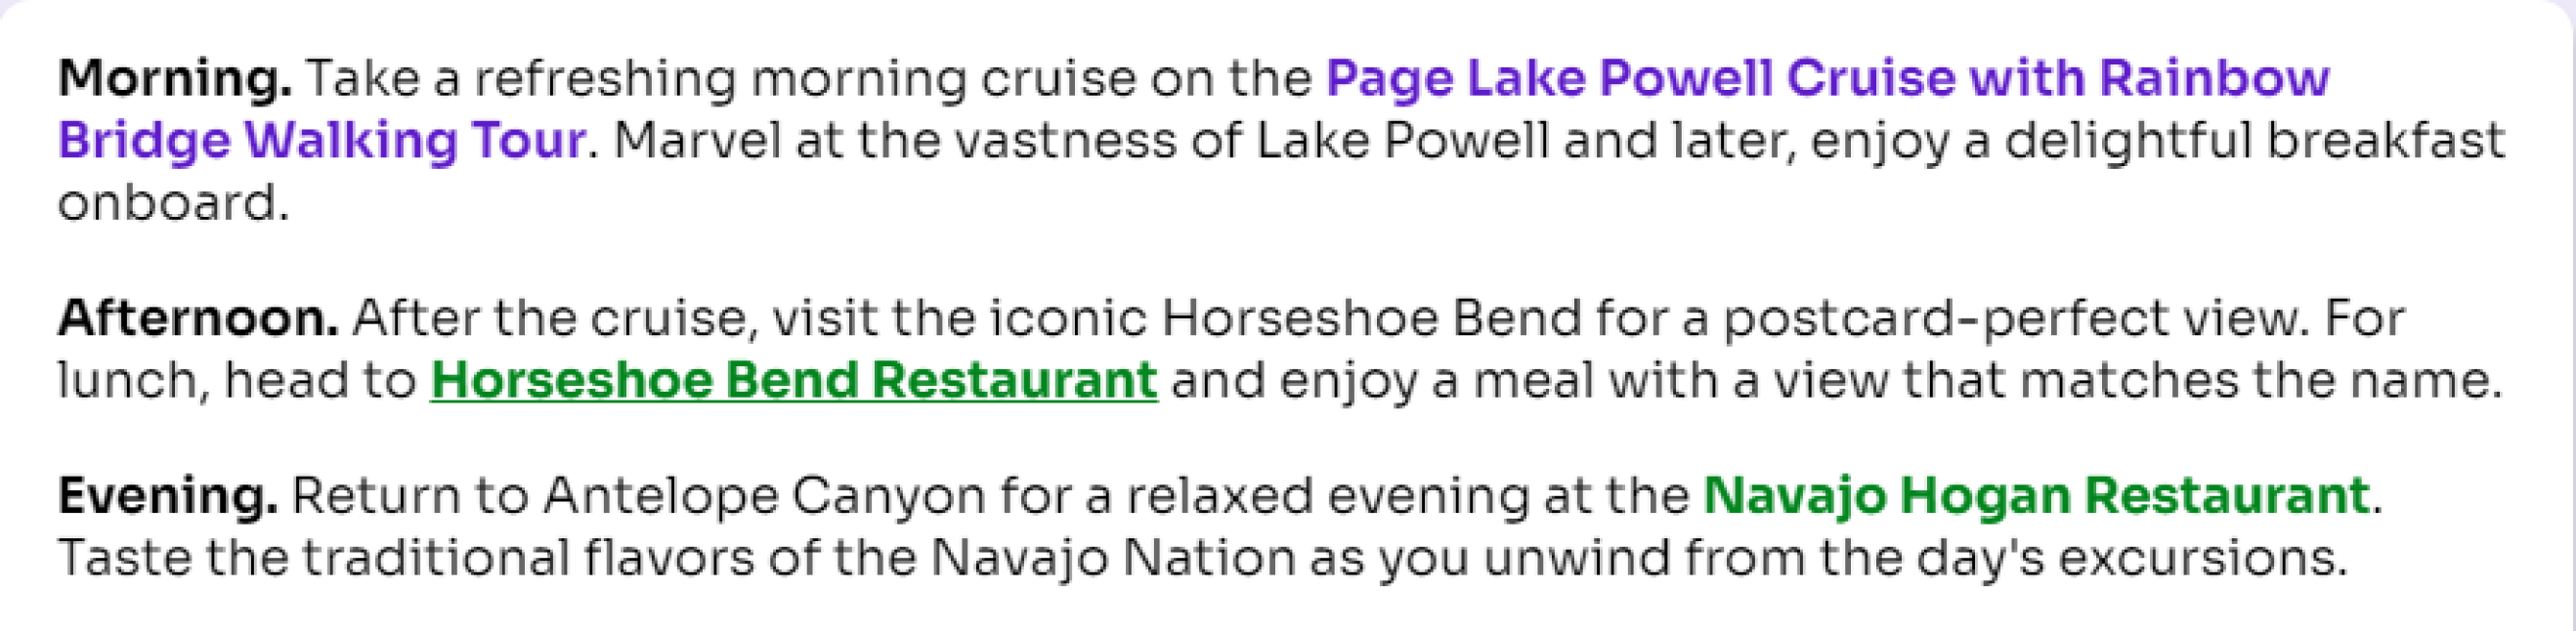 Morning. Take a refreshing morning cruise on the Page Lake Powell Cruise with Rainbow
Bridge Walking Tour. Marvel at the vastness of Lake Powell and later, enjoy a delightful breakfast
onboard.
Afternoon. After the cruise, visit the iconic Horseshoe Bend for a postcard-perfect view. For
lunch, head to Horseshoe Bend Restaurant and enjoy a meal with a view that matches the name.
Evening. Return to Antelope Canyon for a relaxed evening at the Navajo Hogan Restaurant.
Taste the traditional flavors of the Navajo Nation as you unwind from the day's excursions.